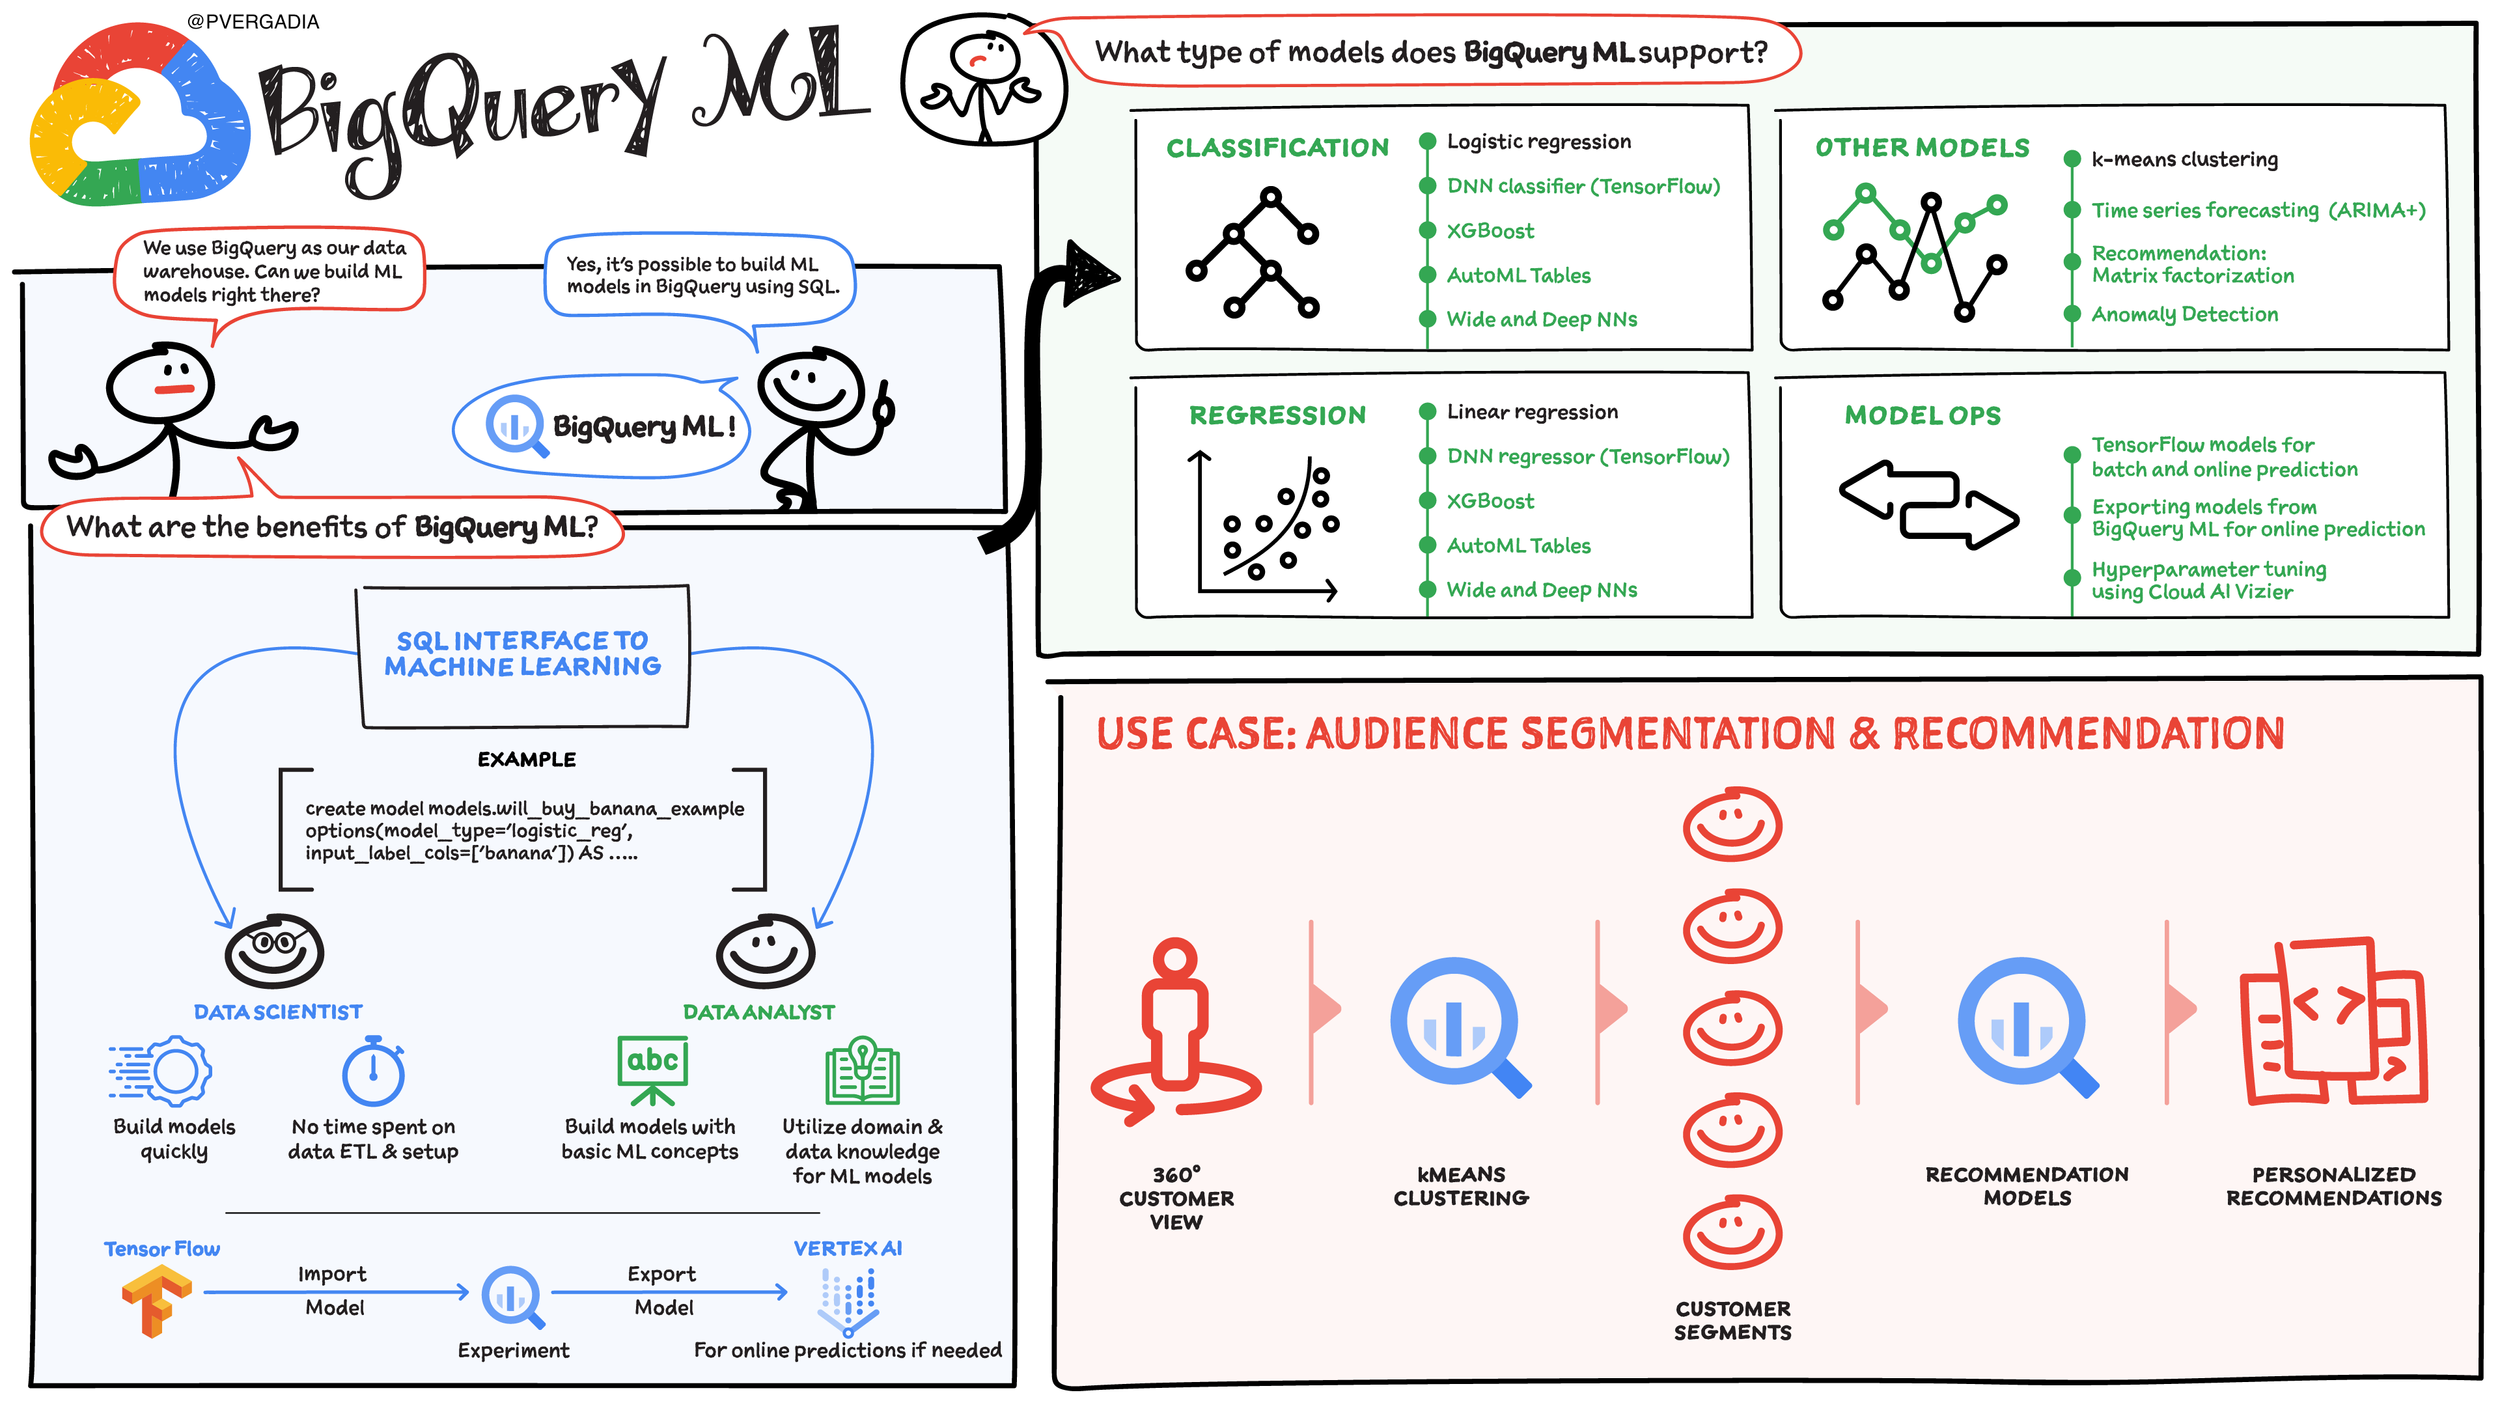 @PVERGADIA
BigQuery ML
We use BigQuery as our data
warehouse. Can we build ML
models right there?
Yes, it's possible to build ML
models in BigQuery using SQL.
BigQuery ML!
What are the benefits of BigQuery ML?
SQL INTERFACE TO
MACHINE LEARNING
EXAMPLE
create model models.will_buy_banana_example
options(model_type='logistic_reg',
input_label_cols=['banana']) AS .....
DATA SCIENTIST
Build models
quickly
No time spent on
data ETL & setup
DATA ANALYST
abc
Build models with
basic ML concepts
Utilize domain &
data knowledge
for ML models
Tensor Flow
Import
Model
Experiment
Export
Model
VERTEX AI
For online predictions if needed
What type of models does BigQuery ML support?
CLASSIFICATION
Logistic regression
DNN classifier (TensorFlow)
XGBoost
AutoML Tables
Wide and Deep NNs
OTHER MODELS
k-means clustering
Time series forecasting (ARIMA+)
Recommendation:
Matrix factorization
Anomaly Detection
REGRESSION
Linear regression
DNN regressor (TensorFlow)
XGBoost
AutoML Tables
Wide and Deep NNs
MODEL OPS
TensorFlow models for
batch and online prediction
Exporting models from
BigQuery ML for online prediction
Hyperparameter tuning
using Cloud AI Vizier
USE CASE: AUDIENCE SEGMENTATION & RECOMMENDATION
360°
CUSTOMER
VIEW
kMEANS
CLUSTERING
CUSTOMER
SEGMENTS
RECOMMENDATION
MODELS
< >
PERSONALIZED
RECOMMENDATIONS